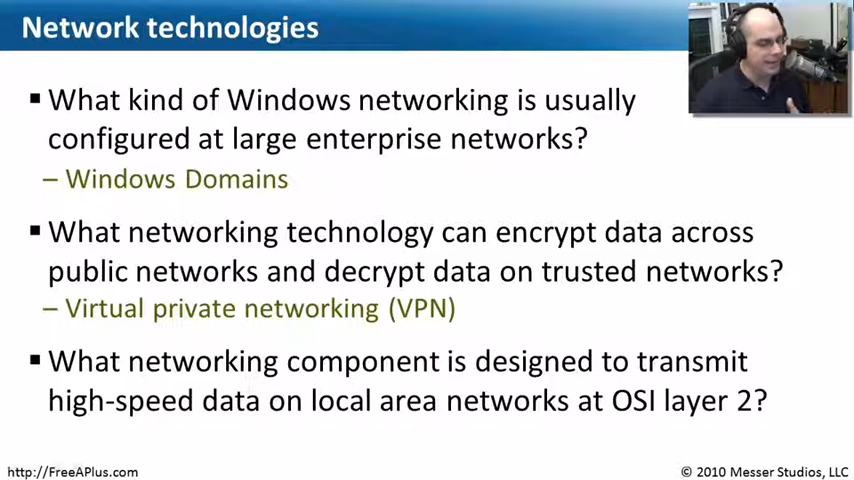 Network technologies
▪ What kind of Windows networking is usually
configured at large enterprise networks?
– Windows Domains
▪ What networking technology can encrypt data across
public networks and decrypt data on trusted networks?
– Virtual private networking (VPN)
▪ What networking component is designed to transmit
high-speed data on local area networks at OSI layer 2?
http://FreeAPlus.com
© 2010 Messer Studios, LLC